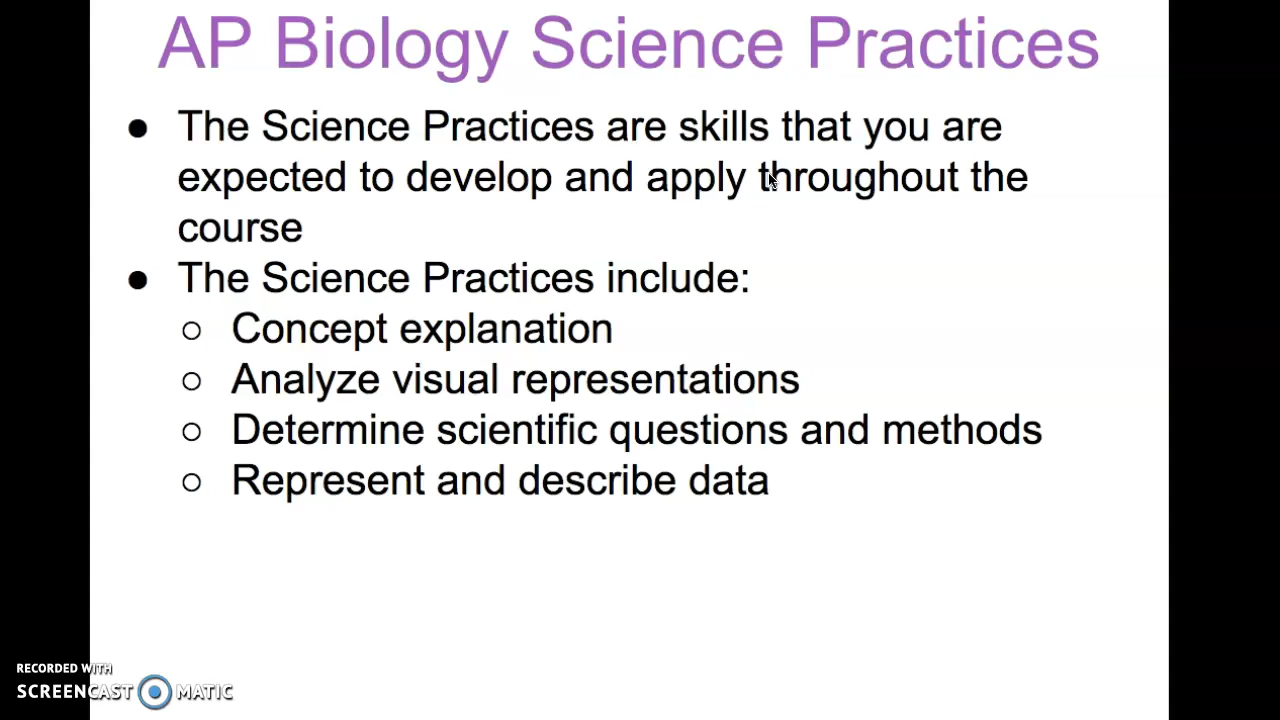 AP Biology Science Practices
● The Science Practices are skills that you are
expected to develop and apply throughout the
course
● The Science Practices include:
○ Concept explanation
○ Analyze visual representations
○ Determine scientific questions and methods
○ Represent and describe data
RECORDED WITH
SCREENCAST MATIC